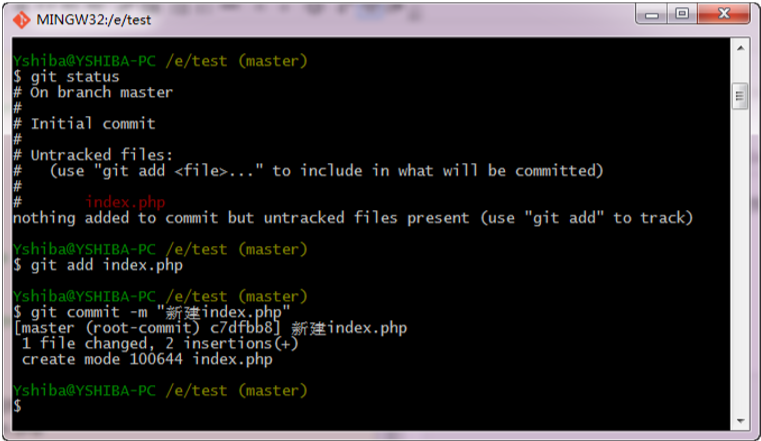 MINGW32:/e/test
Yshiba@YSHIBA-PC /e/test (master)
$ git status
# On branch master
#
# Initial commit
#
# Untracked files:
#   (use "git add <file>..." to include in what will be committed)
#
#       index.php
nothing added to commit but untracked files present (use "git add" to track)
Yshiba@YSHIBA-PC /e/test (master)
$ git add index.php
Yshiba@YSHIBA-PC /e/test (master)
$ git commit -m "新建index.php"
[master (root-commit) c7dfbb8] 新建index.php
 1 file changed, 2 insertions(+)
 create mode 100644 index.php
Yshiba@YSHIBA-PC /e/test (master)
$